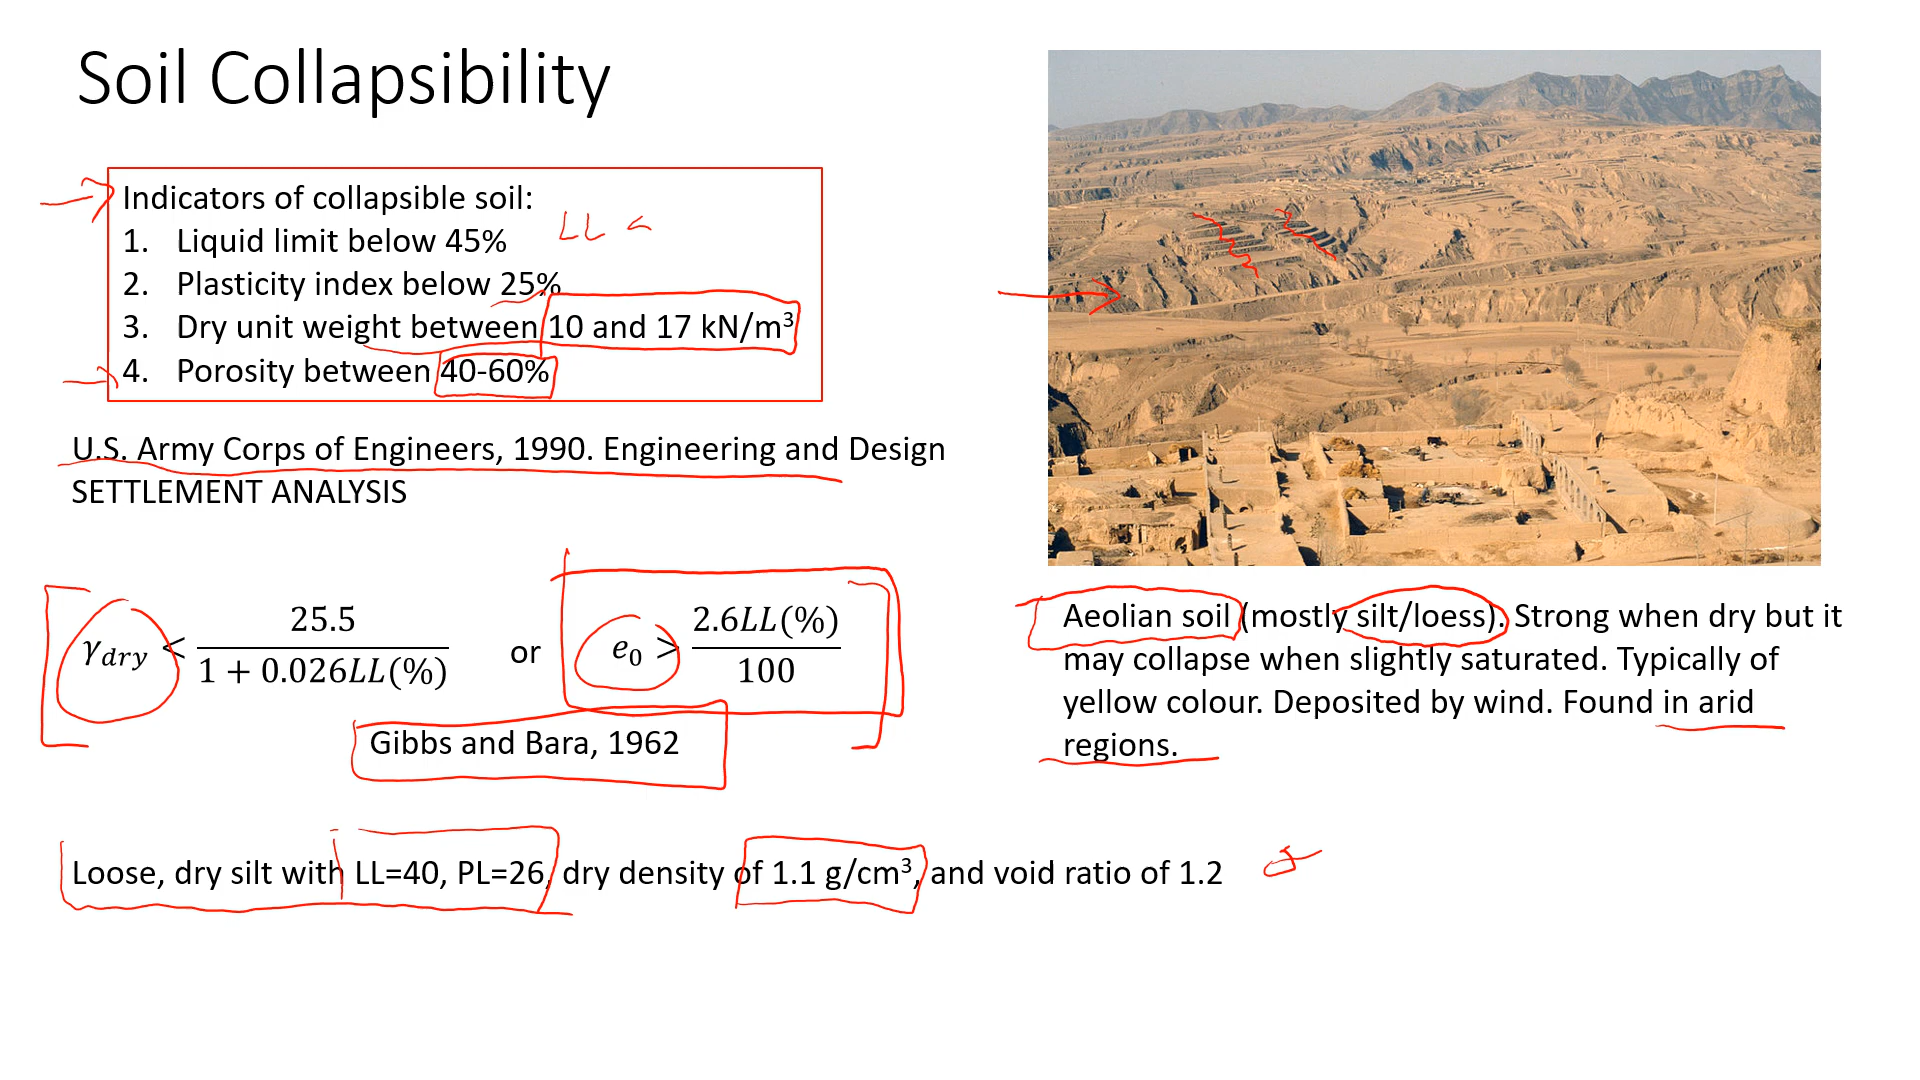 Soil Collapsibility
Indicators of collapsible soil:
1. Liquid limit below 45%
LL <
2. Plasticity index below 25%
3. Dry unit weight between 10 and 17 kN/m³
4. Porosity between 40-60%
U.S. Army Corps of Engineers, 1990. Engineering and Design
SETTLEMENT ANALYSIS
γ_dry < 25.5 / (1 + 0.026LL(%)) or e₀ > 2.6LL(%) / 100
Gibbs and Bara, 1962
Loose, dry silt with LL=40, PL=26, dry density of 1.1 g/cm³, and void ratio of 1.2
Aeolian soil (mostly silt/loess). Strong when dry but it
may collapse when slightly saturated. Typically of
yellow colour. Deposited by wind. Found in arid
regions.